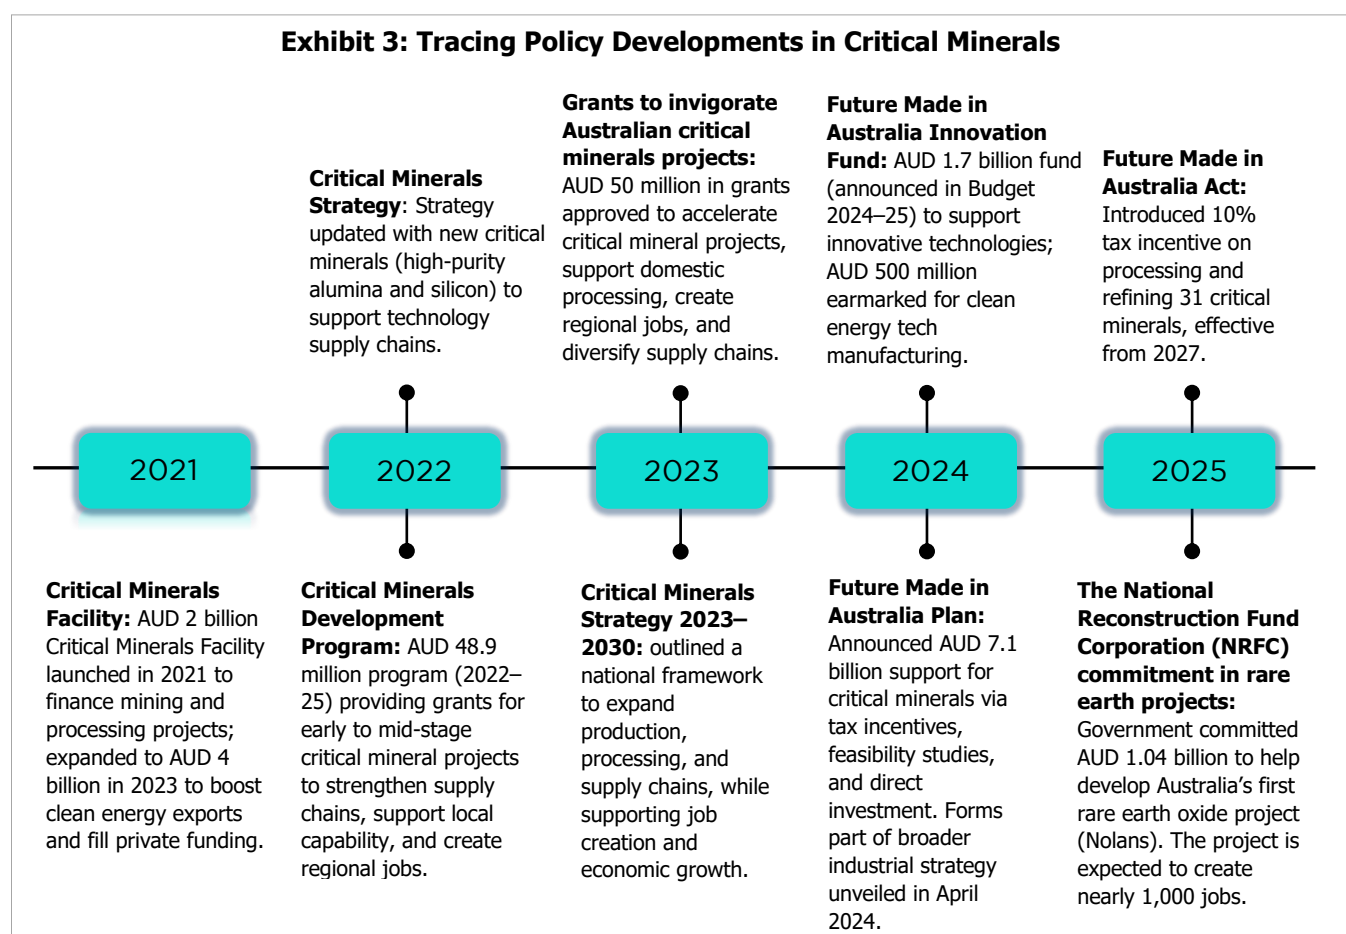 Exhibit 3: Tracing Policy Developments in Critical Minerals
Critical Minerals
Strategy: Strategy
updated with new critical
minerals (high-purity
alumina and silicon) to
support technology
supply chains.
Grants to invigorate
Australian critical
minerals projects:
AUD 50 million in grants
approved to accelerate
critical mineral projects,
support domestic
processing, create
regional jobs, and
diversify supply chains.
Future Made in
Australia Innovation
Fund: AUD 1.7 billion fund
(announced in Budget
2024–25) to support
innovative technologies;
AUD 500 million
earmarked for clean
energy tech
manufacturing.
Future Made in
Australia Act:
Introduced 10%
tax incentive on
processing and
refining 31 critical
minerals, effective
from 2027.
2021
2022
2023
2024
2025
Critical Minerals
Facility: AUD 2 billion
Critical Minerals Facility
launched in 2021 to
finance mining and
processing projects;
expanded to AUD 4
billion in 2023 to boost
clean energy exports
and fill private funding.
Critical Minerals
Development
Program: AUD 48.9
million program (2022–
25) providing grants for
early to mid-stage
critical mineral projects
to strengthen supply
chains, support local
capability, and create
regional jobs.
Critical Minerals
Strategy 2023–
2030: outlined a
national framework
to expand
production,
processing, and
supply chains, while
supporting job
creation and
economic growth.
Future Made in
Australia Plan:
Announced AUD 7.1
billion support for
critical minerals via
tax incentives,
feasibility studies,
and direct
investment. Forms
part of broader
industrial strategy
unveiled in April
2024.
The National
Reconstruction Fund
Corporation (NRFC)
commitment in rare
earth projects:
Government committed
AUD 1.04 billion to help
develop Australia’s first
rare earth oxide project
(Nolans). The project is
expected to create
nearly 1,000 jobs.